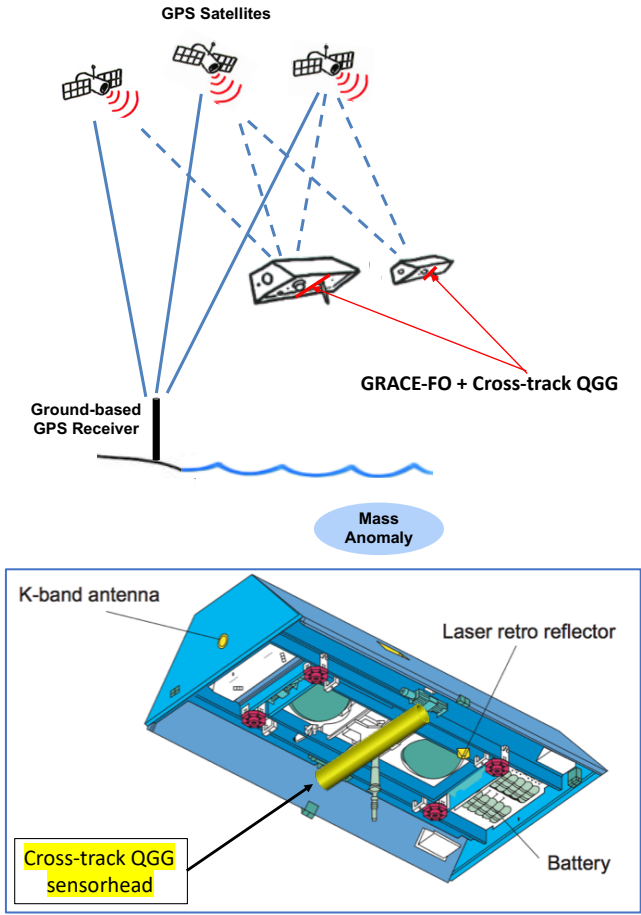 GPS Satellites
GRACE-FO + Cross-track QGG
Ground-based
GPS Receiver
Mass
Anomaly
K-band antenna
Laser retro reflector
Cross-track QGG
sensorhead
Battery